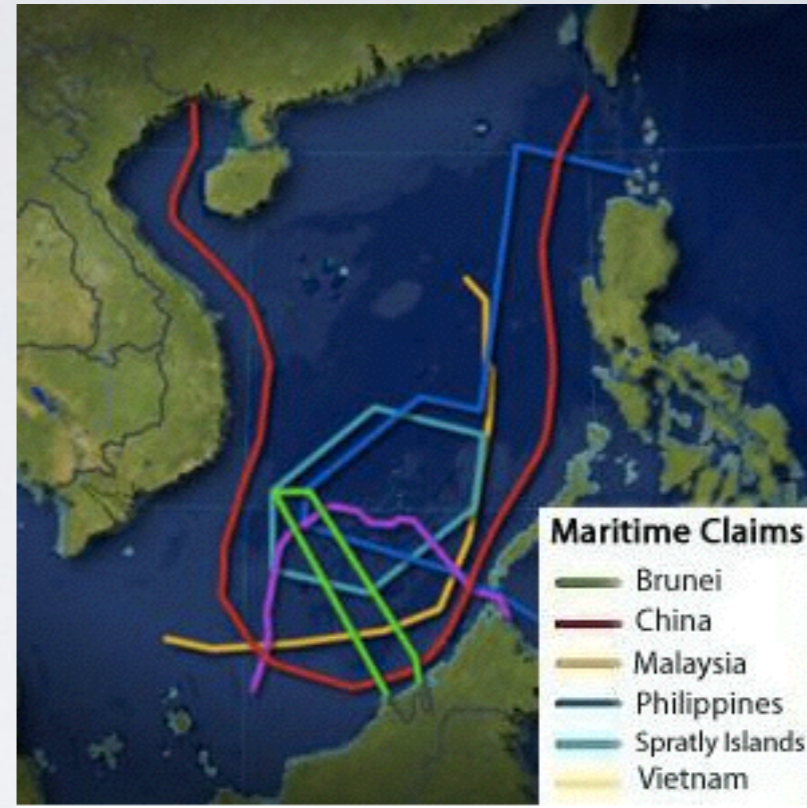 Maritime Claims
Brunei
China
Malaysia
Philippines
Spratly Islands
Vietnam